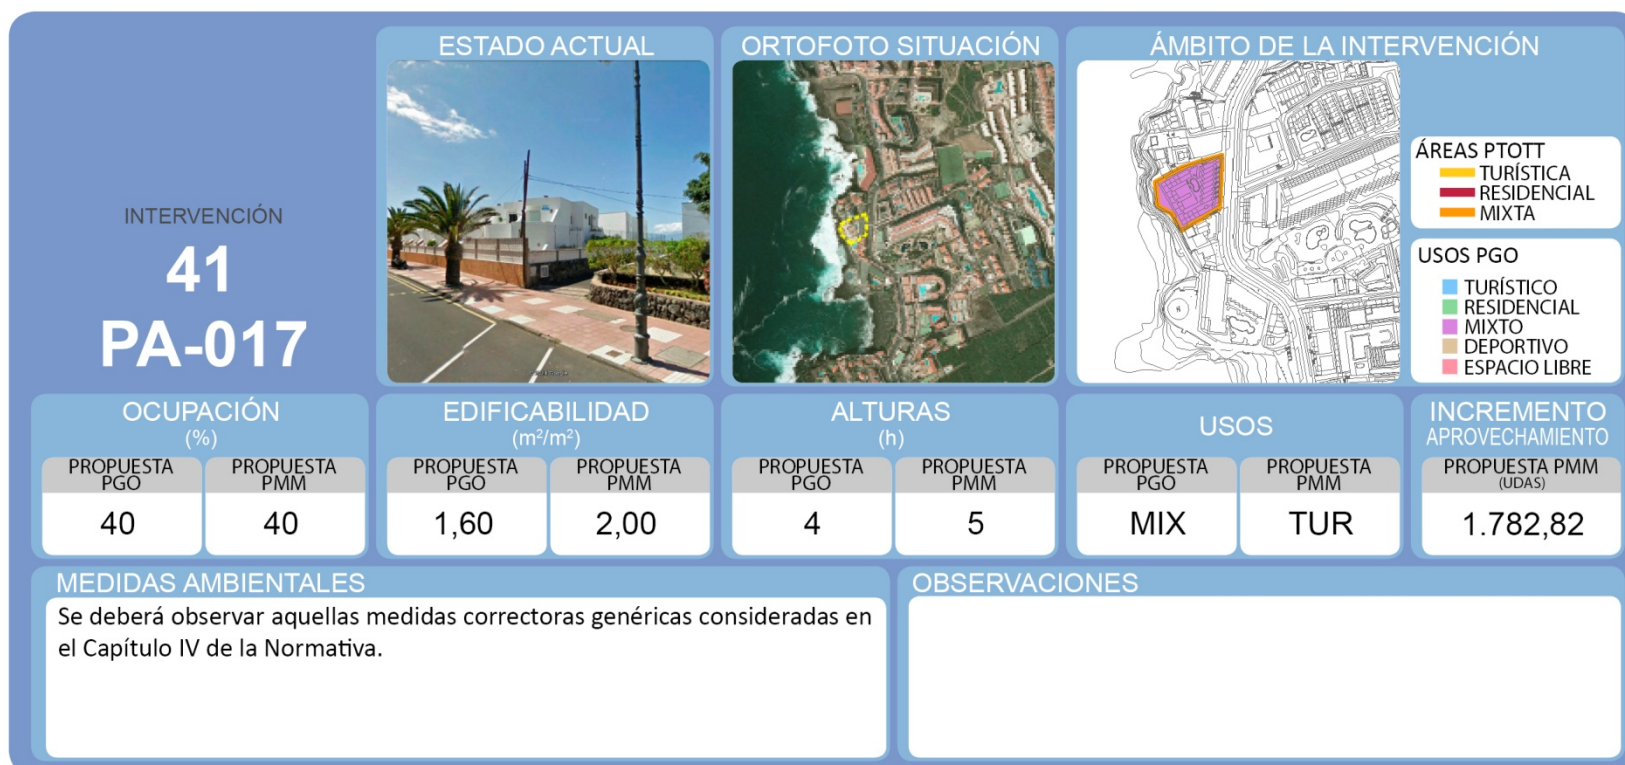 INTERVENCIÓN
41
PA-017
ESTADO ACTUAL
ORTOFOTO SITUACIÓN
ÁMBITO DE LA INTERVENCIÓN
ÁREAS PTOTT
TURÍSTICA
RESIDENCIAL
MIXTA
USOS PGO
TURÍSTICO
RESIDENCIAL
MIXTO
DEPORTIVO
ESPACIO LIBRE
OCUPACIÓN
(%)
PROPUESTA
PGO
PROPUESTA
PMM
40
40
EDIFICABILIDAD
(m²/m²)
PROPUESTA
PGO
PROPUESTA
PMM
1,60
2,00
ALTURAS
(h)
PROPUESTA
PGO
PROPUESTA
PMM
4
5
USOS
PROPUESTA
PGO
PROPUESTA
PMM
MIX
TUR
INCREMENTO
APROVECHAMIENTO
PROPUESTA PMM
(UDAS)
1.782,82
MEDIDAS AMBIENTALES
Se deberá observar aquellas medidas correctoras genéricas consideradas en
el Capítulo IV de la Normativa.
OBSERVACIONES